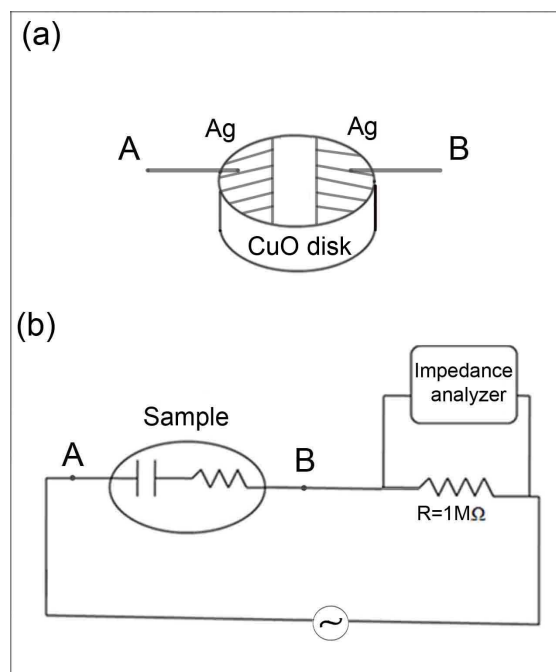 (a)
Ag Ag
A B
CuO disk
(b)
Impedance
analyzer
Sample
A B
R=1MΩ
~